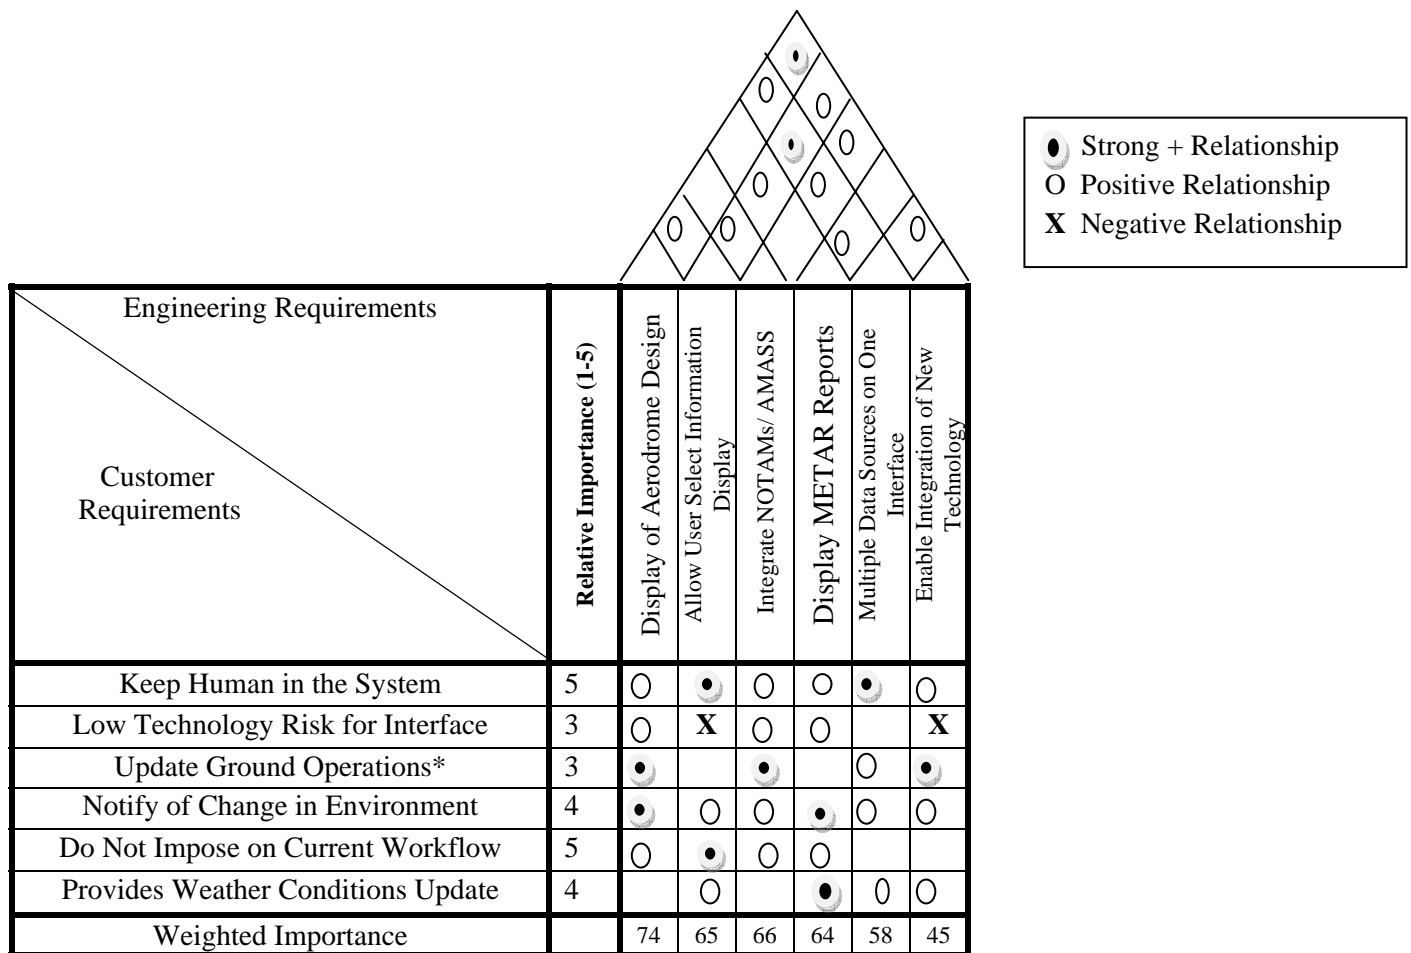 Strong + Relationship
O Positive Relationship
X Negative Relationship
Engineering Requirements
Customer
Requirements
Relative Importance (1-5)
Display of Aerodrome Design
Allow User Select Information
Display
Integrate NOTAMs/ AMASS
Display METAR Reports
Multiple Data Sources on One
Interface
Enable Integration of New
Technology
Keep Human in the System 5
Low Technology Risk for Interface 3 X X
Update Ground Operations* 3
Notify of Change in Environment 4
Do Not Impose on Current Workflow 5
Provides Weather Conditions Update 4
Weighted Importance 74 65 66 64 58 45